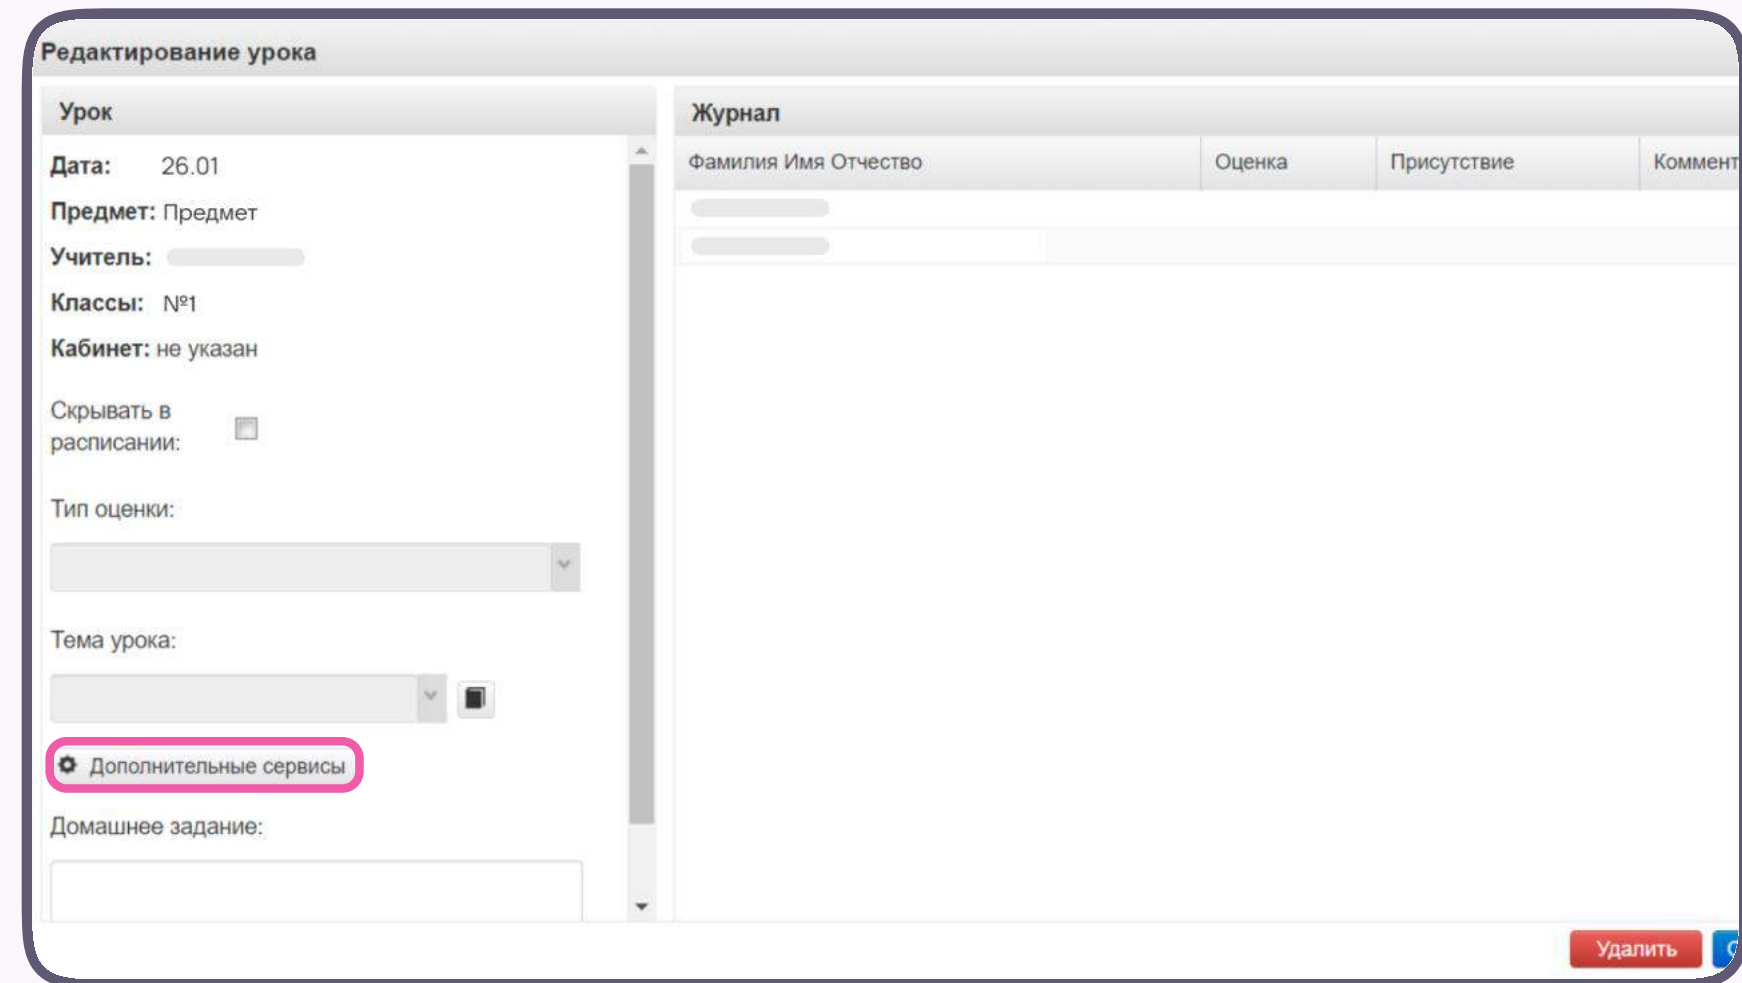 Редактирование урока
Урок
Дата: 26.01
Предмет: Предмет
Учитель:
Классы: №1
Кабинет: не указан
Скрывать в
расписании:
Тип оценки:
Тема урока:
Дополнительные сервисы
Домашнее задание:
Журнал
Фамилия Имя Отчество Оценка Присутствие Коммент
Удалить